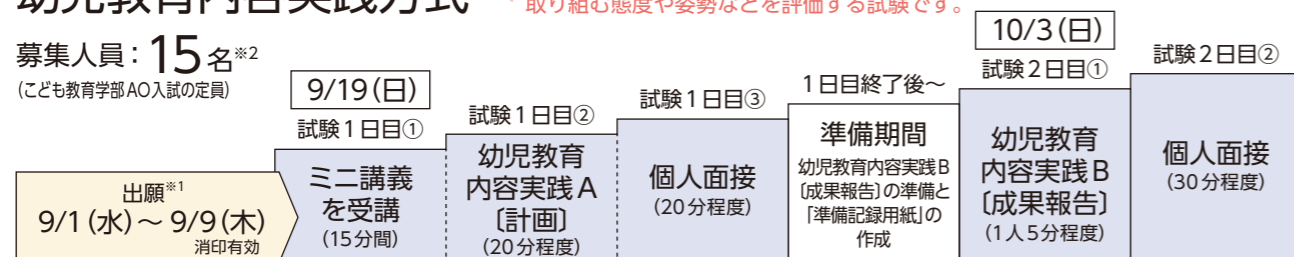 幼児教育内容実践方式
取り組む態度や姿勢などを評価する試験です。
募集人員：15名※2
(こども教育学部AO入試の定員)
出願※1
9/1(水)～9/9(木)
消印有効
9/19(日)
試験1日目①
ミニ講義
を受講
(15分間)
試験1日目②
幼児教育
内容実践A
〔計画〕
(20分程度)
試験1日目③
個人面接
(20分程度)
1日目終了後～
準備期間
幼児教育内容実践B
〔成果報告〕の準備と
「準備記録用紙」の
作成
10/3(日)
試験2日目①
幼児教育
内容実践B
〔成果報告〕
(1人5分程度)
試験2日目②
個人面接
(30分程度)